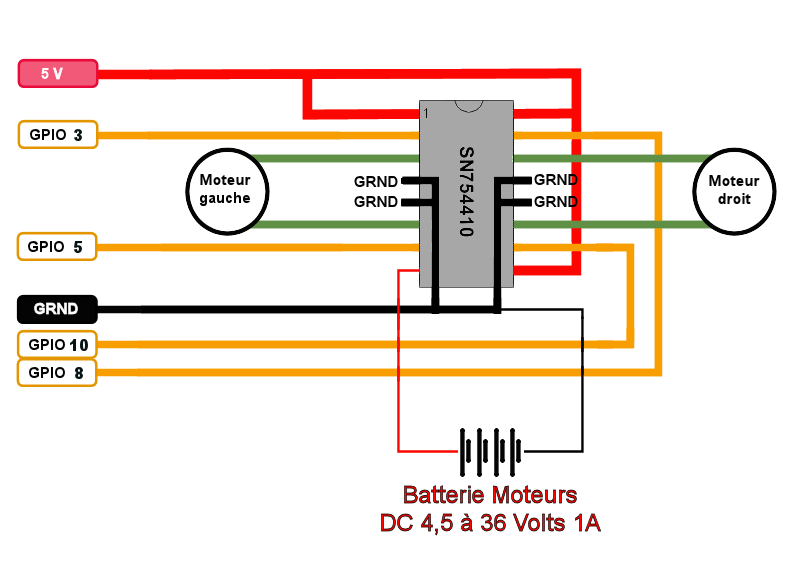 5 V
1
GPIO 3
SN754410
Moteur
gauche
GRND
GRND
GRND
GRND
Moteur
droit
GPIO 5
GRND
GPIO 10
GPIO 8
Batterie Moteurs
DC 4,5 à 36 Volts 1A